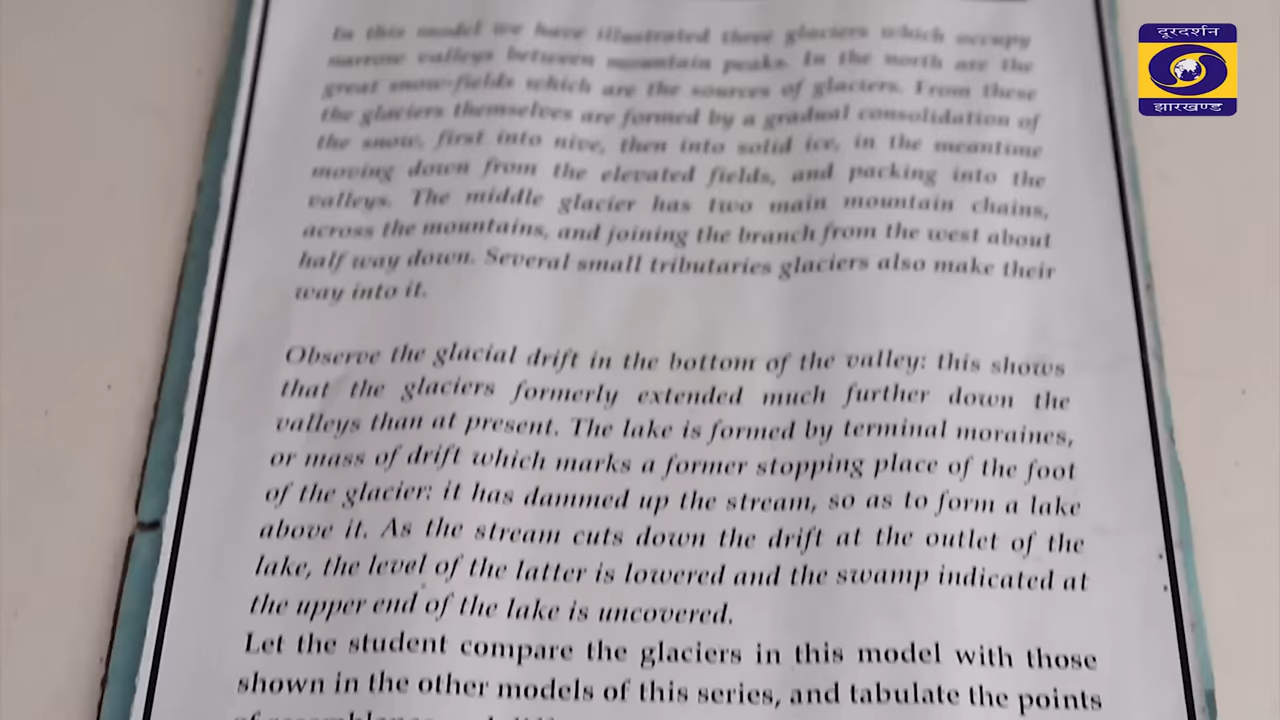 दूरदर्शन
झारखण्ड
In this model we have illustrated three glaciers which occupy
narrow valleys between mountain peaks. In the north are the
great snow-fields which are the sources of glaciers. From these
the glaciers themselves are formed by a gradual consolidation of
the snow, first into nive, then into solid ice, in the meantime
moving down from the elevated fields, and packing into the
valleys. The middle glacier has two main mountain chains,
across the mountains, and joining the branch from the west about
half way down. Several small tributaries glaciers also make their
way into it.
Observe the glacial drift in the bottom of the valley: this shows
that the glaciers formerly extended much further down the
valleys than at present. The lake is formed by terminal moraines,
or mass of drift which marks a former stopping place of the foot
of the glacier: it has dammed up the stream, so as to form a lake
above it. As the stream cuts down the drift at the outlet of the
lake, the level of the latter is lowered and the swamp indicated at
the upper end of the lake is uncovered.
Let the student compare the glaciers in this model with those
shown in the other models of this series, and tabulate the points